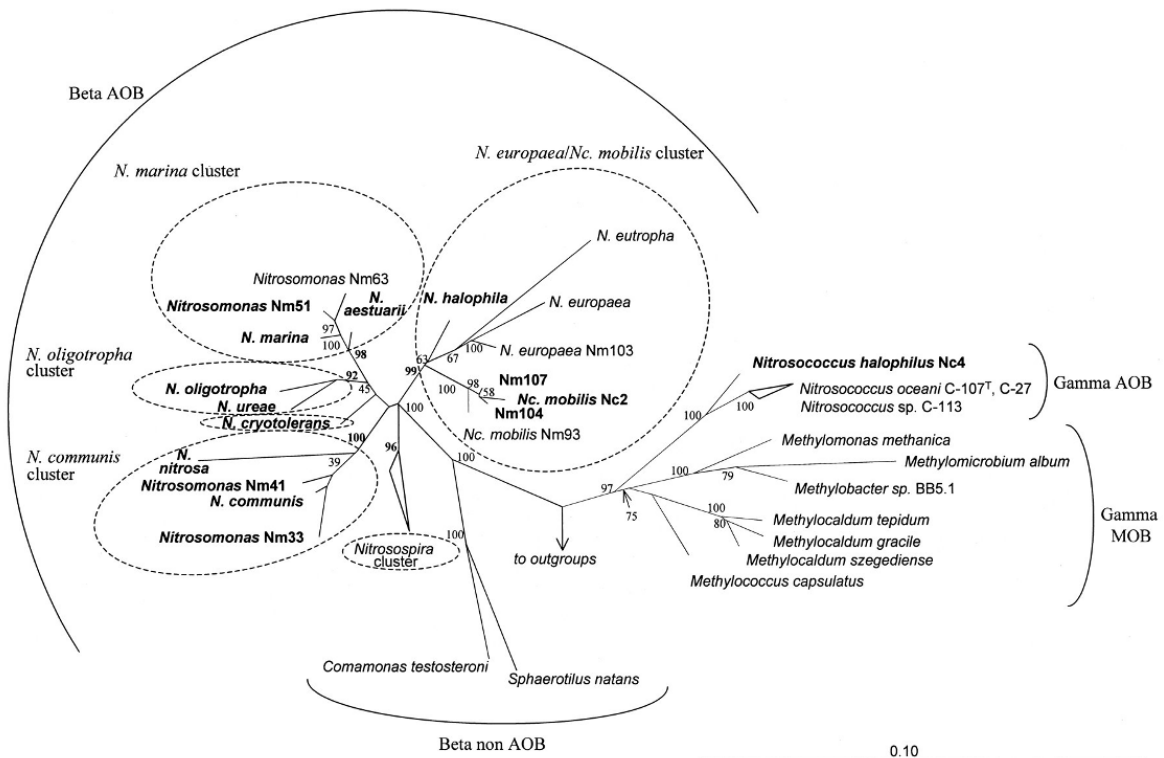 Beta AOB
N. marina cluster
N. europaea/Nc. mobilis cluster
N. eutropha
Nitrosomonas Nm63
N.
aestuarii
N. halophila
N. europaea
Nitrosomonas Nm51
97
N. marina
100
98
N. europaea Nm103
100
67
63
99
N. oligotropha
cluster
92
45
N. oligotropha
N. ureae
N. cryotolerans
Nm107
98
58
100
Nc. mobilis Nc2
Nm104
Nc. mobilis Nm93
100
Nitrosococcus halophilus Nc4
Nitrosococcus oceani C-107T, C-27
Nitrosococcus sp. C-113
100
100
Gamma AOB
N. communis
cluster
100
N.
nitrosa
39
Nitrosomonas Nm41
N. communis
Nitrosomonas Nm33
96
100
Methylomonas methanica
100
Methylomicrobium album
79
Methylobacter sp. BB5.1
97
75
100
80
Methylocaldum tepidum
Methylocaldum gracile
Methylocaldum szegediense
Methylococcus capsulatus
Gamma
MOB
Nitrosospira
cluster
100
to outgroups
Comamonas testosteroni
Sphaerotilus natans
Beta non AOB
0.10